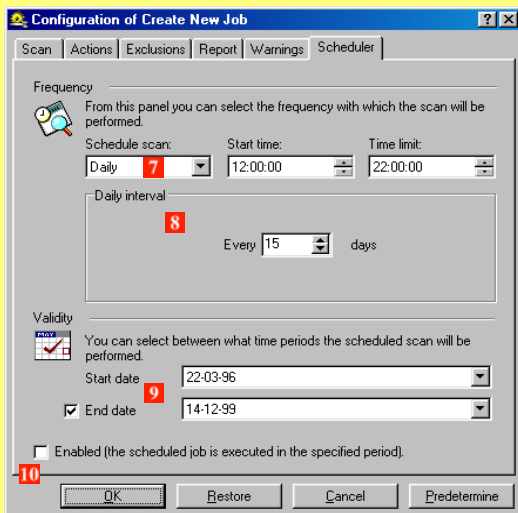 Configuration of Create New Job
Scan Actions Exclusions Report Warnings Scheduler
Frequency
From this panel you can select the frequency with which the scan will be
performed.
Schedule scan: Start time: Time limit:
Daily 7 12:00:00 22:00:00
Daily interval
8
Every 15 days
Validity
MAY
You can select between what time periods the scheduled scan will be
performed.
Start date 22-03-96
9
End date 14-12-99
Enabled (the scheduled job is executed in the specified period).
10
OK Restore Cancel Predetermine